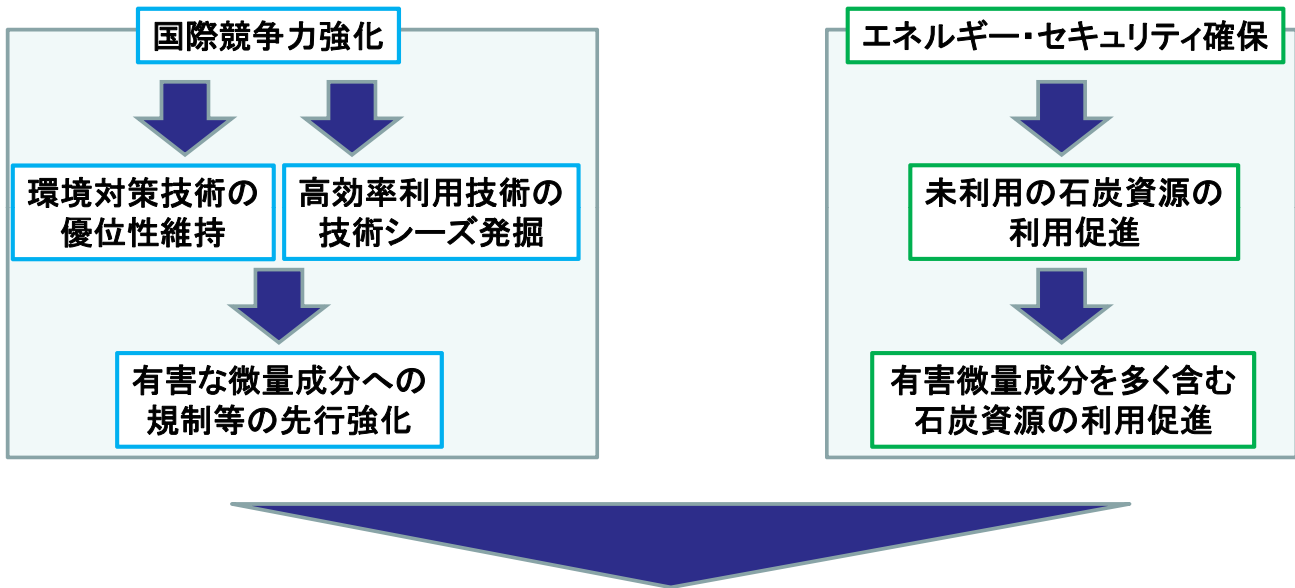 国際競争力強化
環境対策技術の
優位性維持
高効率利用技術の
技術シーズ発掘
有害な微量成分への
規制等の先行強化
エネルギー・セキュリティ確保
未利用の石炭資源の
利用促進
有害微量成分を多く含む
石炭資源の利用促進